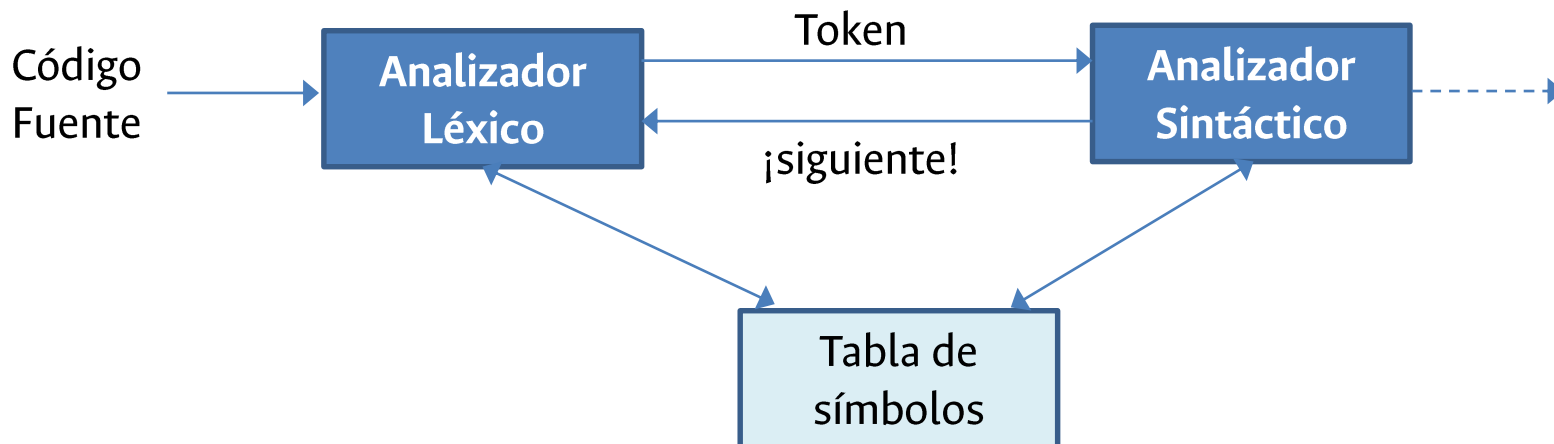 Código
Fuente
Analizador
Léxico
Token
¡siguiente!
Analizador
Sintáctico
Tabla de
símbolos